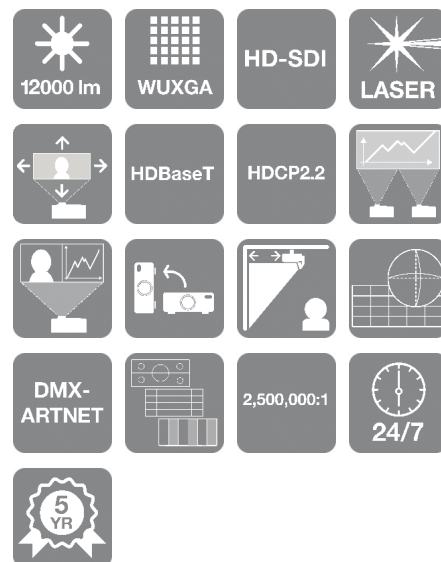 12000 lm
WUXGA
HD-SDI
LASER
HDBaseT
HDCP2.2
DMX-
ARTNET
2,500,000:1
24/7
5
YR